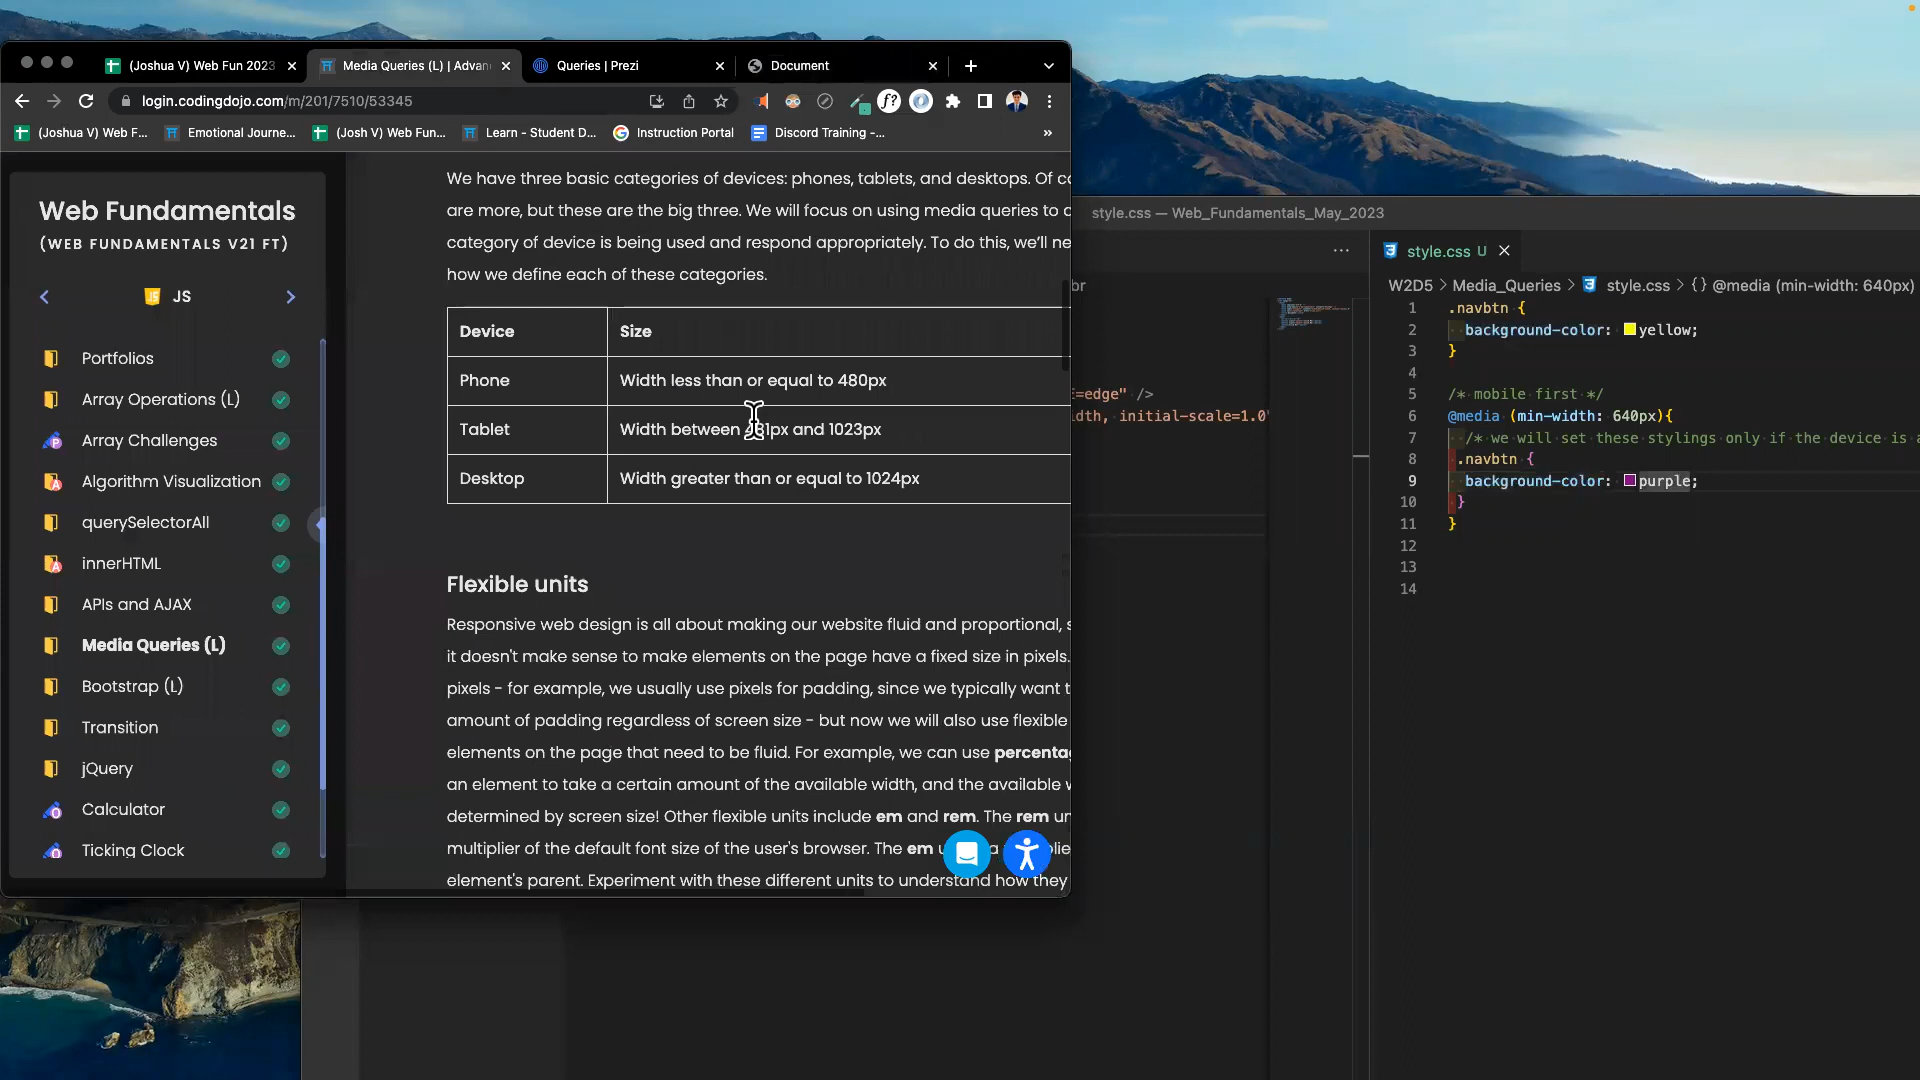 (Joshua V) Web Fun 2023
Media Queries (L) | Advan
Queries | Prezi
Document
login.codingdojo.com/m/201/7510/53345
(Joshua V) Web F...
Emotional Journe...
(Josh V) Web Fun...
Learn - Student D...
Instruction Portal
Discord Training -...
»
Web Fundamentals
(WEB FUNDAMENTALS V21 FT)
JS
Portfolios
Array Operations (L)
Array Challenges
Algorithm Visualization
querySelectorAll
innerHTML
APIs and AJAX
Media Queries (L)
Bootstrap (L)
Transition
jQuery
Calculator
Ticking Clock
We have three basic categories of devices: phones, tablets, and desktops. Of co
are more, but these are the big three. We will focus on using media queries to
category of device is being used and respond appropriately. To do this, we'll ne
how we define each of these categories.
Device Size
Phone Width less than or equal to 480px
Tablet Width between 481px and 1023px
Desktop Width greater than or equal to 1024px
Flexible units
Responsive web design is all about making our website fluid and proportional, s
it doesn't make sense to make elements on the page have a fixed size in pixels.
pixels - for example, we usually use pixels for padding, since we typically want t
amount of padding regardless of screen size - but now we will also use flexible
elements on the page that need to be fluid. For example, we can use percentag
an element to take a certain amount of the available width, and the available w
determined by screen size! Other flexible units include em and rem. The rem un
multiplier of the default font size of the user's browser. The em
element's parent. Experiment with these different units to understand how they
style.css — Web_Fundamentals_May_2023
br
=edge" />
idth, initial-scale=1.0"
style.css U
W2D5 > Media_Queries > style.css > {} @media (min-width: 640px)
1 .navbtn {
2 background-color: yellow;
3 }
4
5 /* mobile first */
6 @media (min-width: 640px){
7 /* we will set these stylings only if the device is a
8 .navbtn {
9 background-color: purple;
10 }
11 }
12
13
14